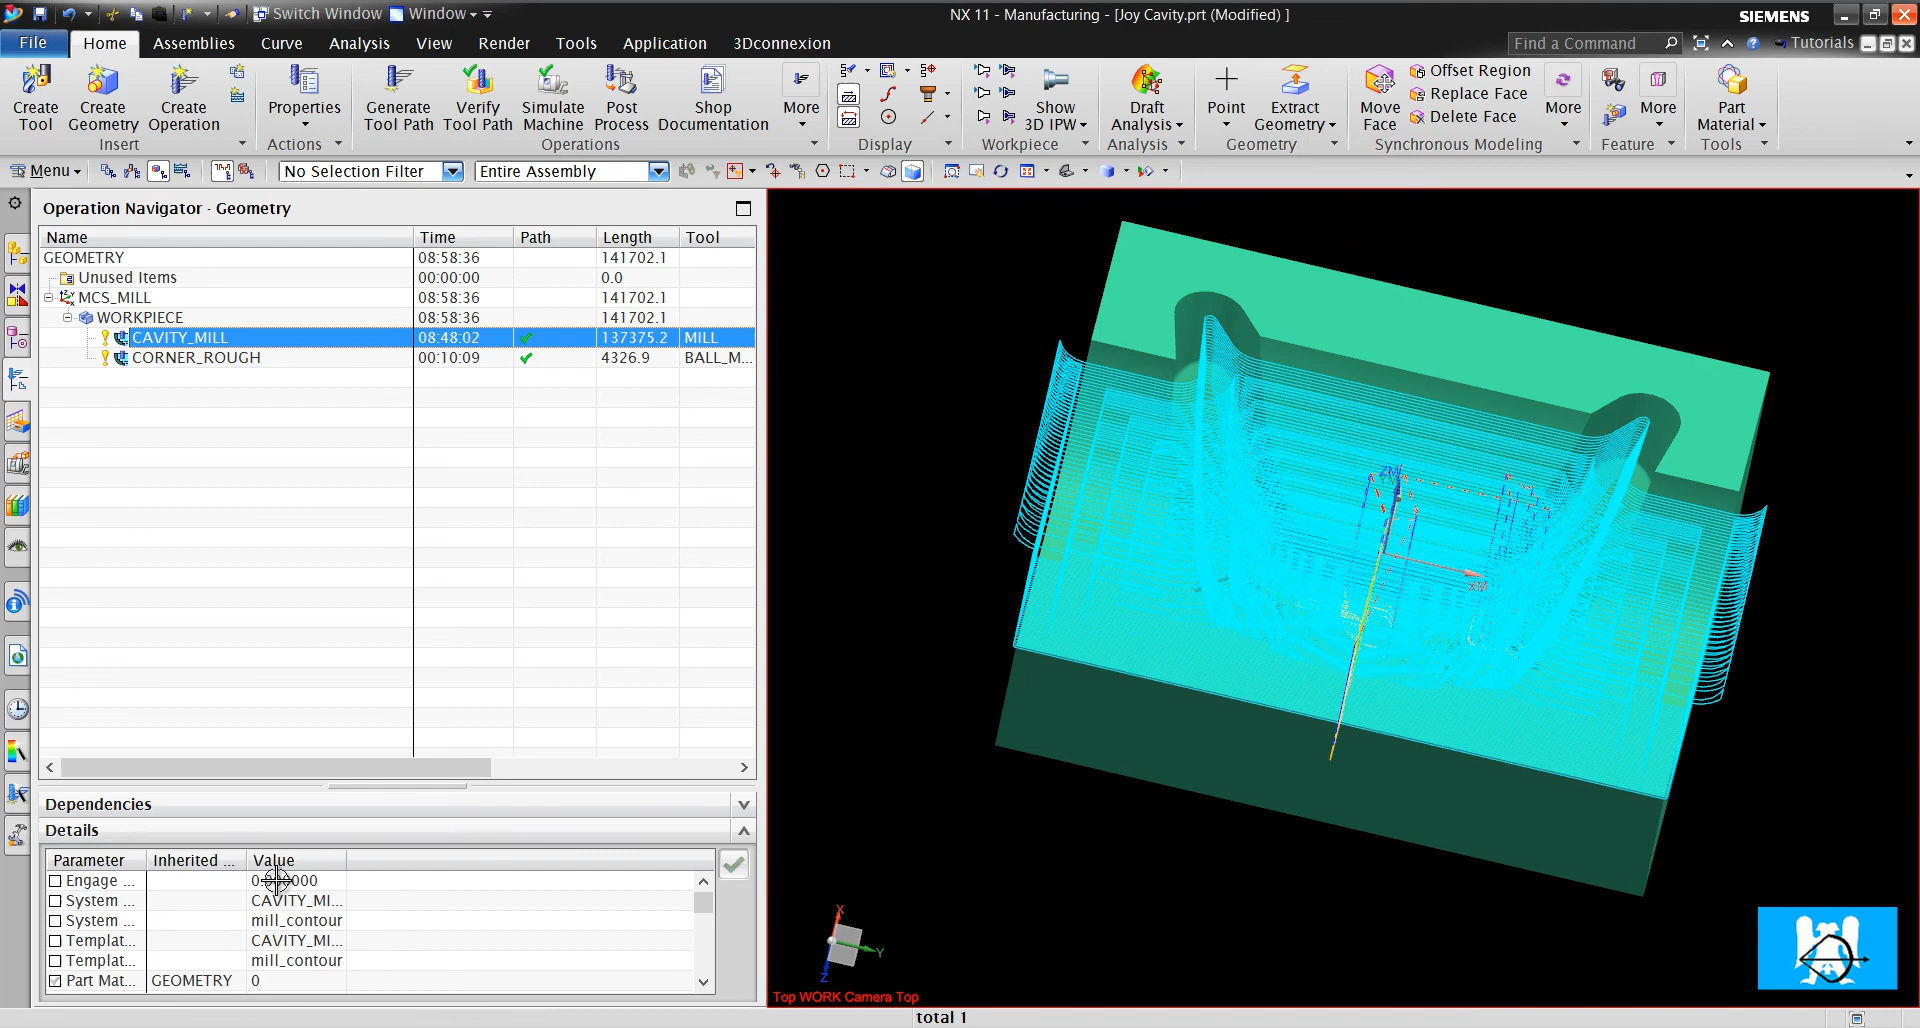 Switch Window Window
NX 11 - Manufacturing - [Joy Cavity.prt (Modified) ]
SIEMENS
File Home Assemblies Curve Analysis View Render Tools Application 3Dconnexion
Find a Command
Tutorials
Create Tool
Create Geometry
Create Operation
Properties
Generate Tool Path
Verify Tool Path
Simulate Machine
Post Process
Shop Documentation
More
Show 3D IPW
Draft Analysis
Point
Extract Geometry
Move Face
Offset Region
Replace Face
Delete Face
More
More
Part Material
Insert Actions Operations Display Workpiece Analysis Geometry Synchronous Modeling Feature Tools
Menu No Selection Filter Entire Assembly
Operation Navigator - Geometry
Name Time Path Length Tool
GEOMETRY 08:58:36 141702.1
Unused Items 00:00:00 0.0
MCS_MILL 08:58:36 141702.1
WORKPIECE 08:58:36 141702.1
CAVITY_MILL 08:48:02 137375.2 MILL
CORNER_ROUGH 00:10:09 4326.9 BALL_M...
Dependencies
Details
Parameter Inherited ... Value
Engage ...
System ... CAVITY_MI...
System ... mill_contour
Templat... CAVITY_MI...
Templat... mill_contour
Part Mat... GEOMETRY 0
ZM
XM
X
Y
Z
Top WORK Camera Top
total 1